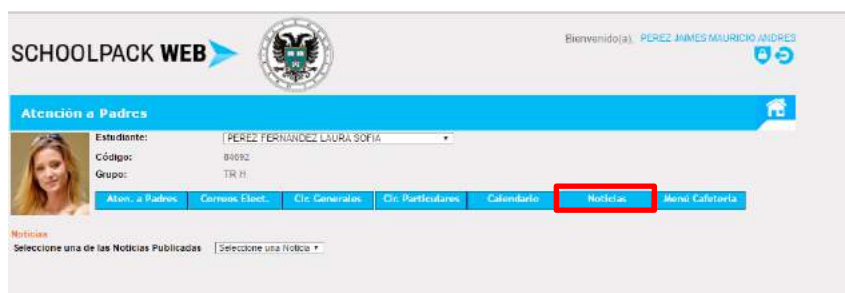 SCHOOLPACK WEB
Bienvenido(a), PEREZ JAIMES MAURICIO ANDRES
Atención a Padres
Estudiante: PEREZ FERNANDEZ LAURA SOFIA
Código: 84692
Grupo: TR H
Aten. a Padres Correos Elect. Cir. Generales Cir. Particulares Calendario Noticias Menú Cafetería
Noticias
Seleccione una de las Noticias Publicadas Seleccione una Noticia